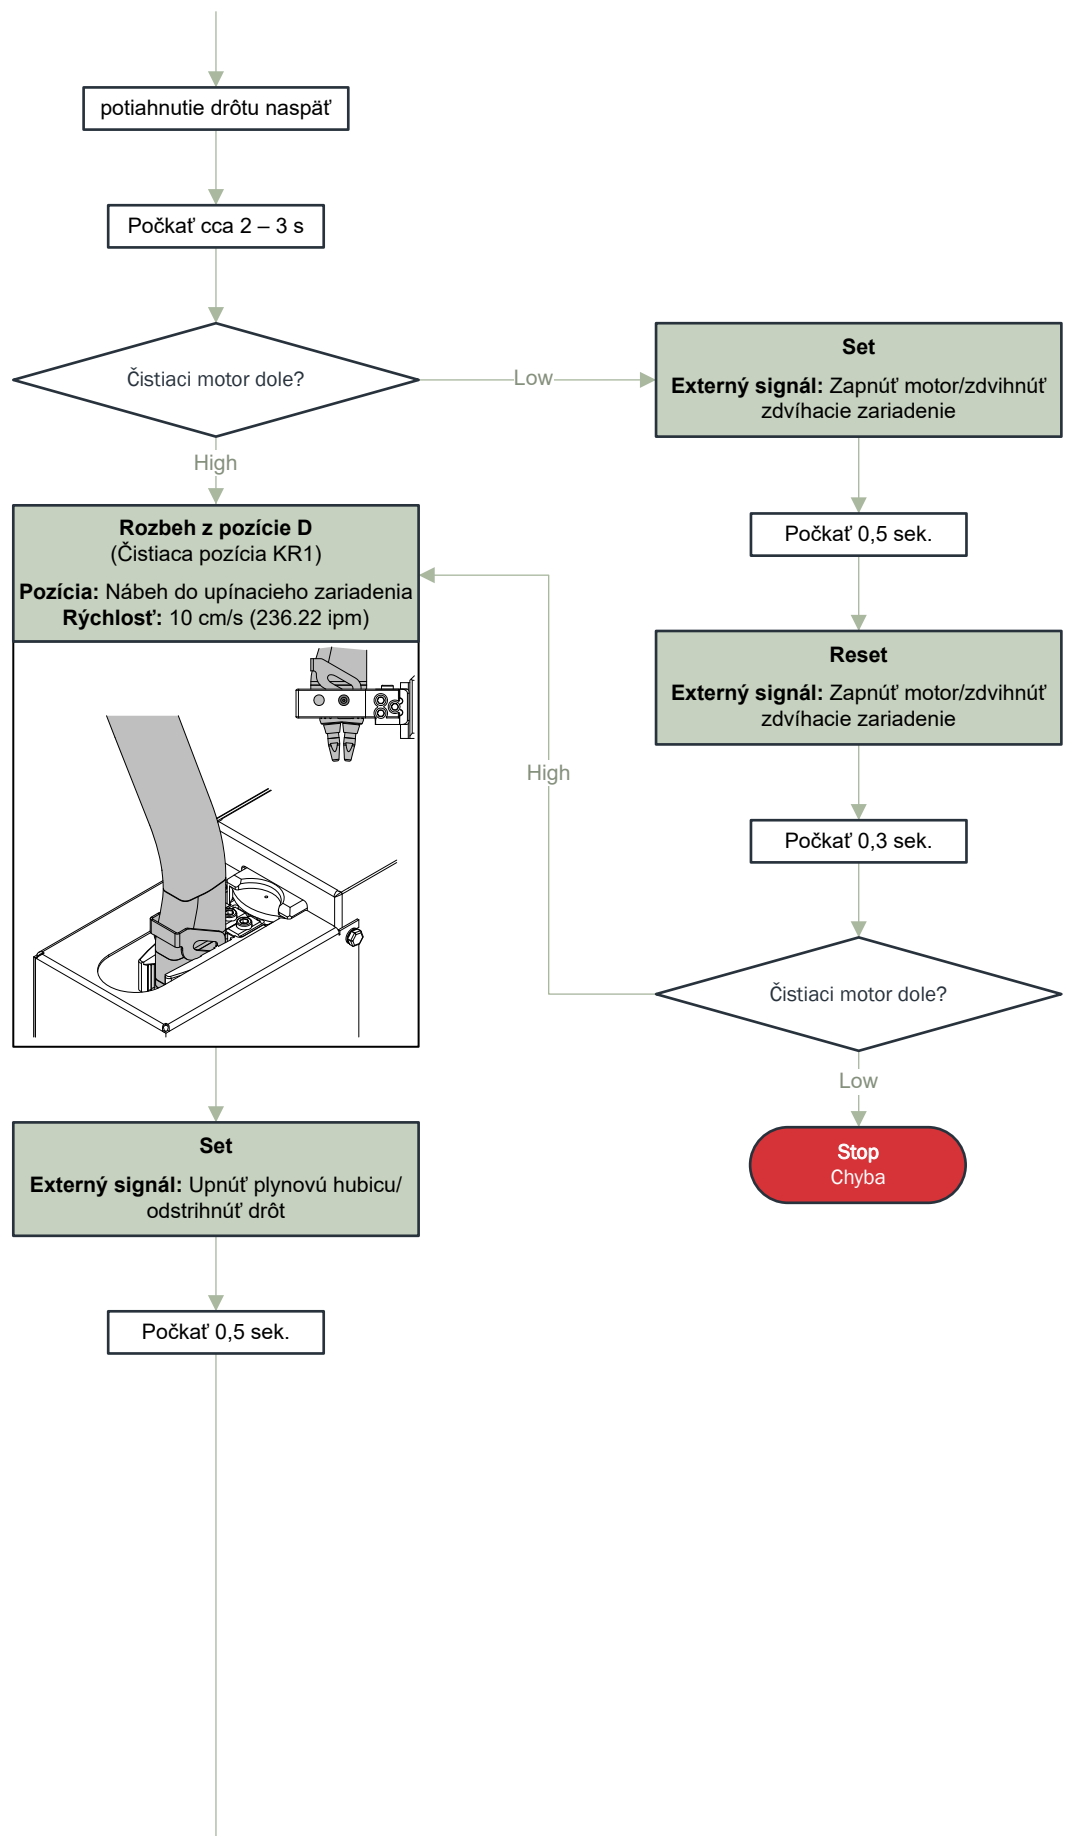 potiahnutie drôtu naspäť
Počkať cca 2 – 3 s
Čistiaci motor dole?
Low
High
Set
Externý signál: Zapnúť motor/zdvihnúť
zdvíhacie zariadenie
Počkať 0,5 sek.
Reset
Externý signál: Zapnúť motor/zdvihnúť
zdvíhacie zariadenie
Počkať 0,3 sek.
Čistiaci motor dole?
High
Low
Stop
Chyba
Rozbeh z pozície D
(Čistiaca pozícia KR1)
Pozícia: Nábeh do upínacieho zariadenia
Rýchlosť: 10 cm/s (236.22 ipm)
Set
Externý signál: Upnúť plynovú hubicu/
odstrihnúť drôt
Počkať 0,5 sek.